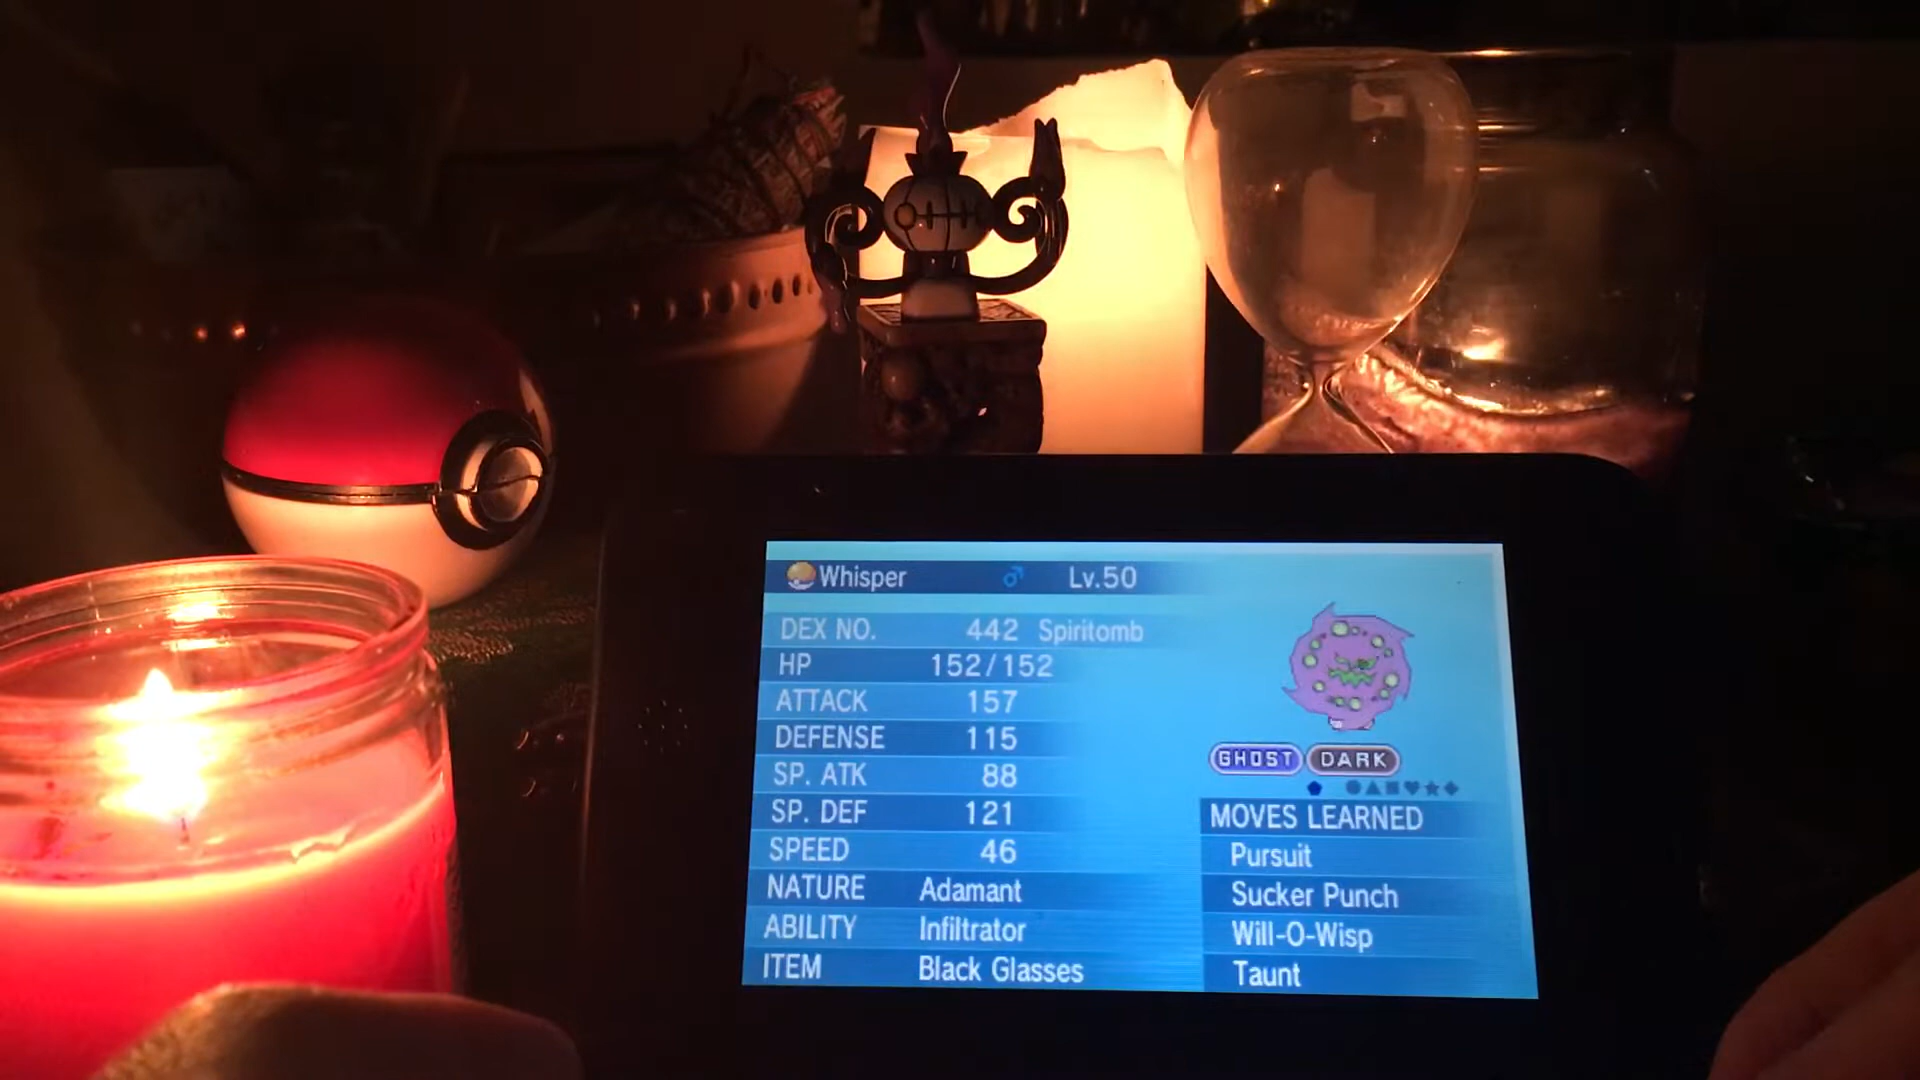 Whisper ♂ Lv.50
DEX NO. 442 Spiritomb
HP 152/152
ATTACK 157
DEFENSE 115
SP. ATK 88
SP. DEF 121
SPEED 46
NATURE Adamant
ABILITY Infiltrator
ITEM Black Glasses
GHOST DARK
MOVES LEARNED
Pursuit
Sucker Punch
Will-O-Wisp
Taunt